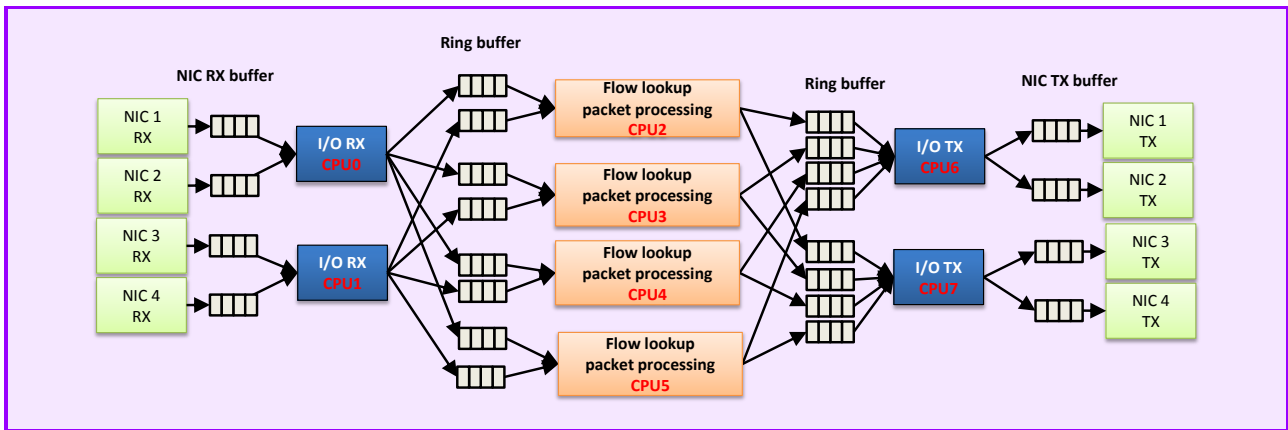 NIC RX buffer
NIC 1
RX
NIC 2
RX
NIC 3
RX
NIC 4
RX
I/O RX
CPU0
I/O RX
CPU1
Ring buffer
Flow lookup
packet processing
CPU2
Flow lookup
packet processing
CPU3
Flow lookup
packet processing
CPU4
Flow lookup
packet processing
CPU5
Ring buffer
I/O TX
CPU6
I/O TX
CPU7
NIC TX buffer
NIC 1
TX
NIC 2
TX
NIC 3
TX
NIC 4
TX